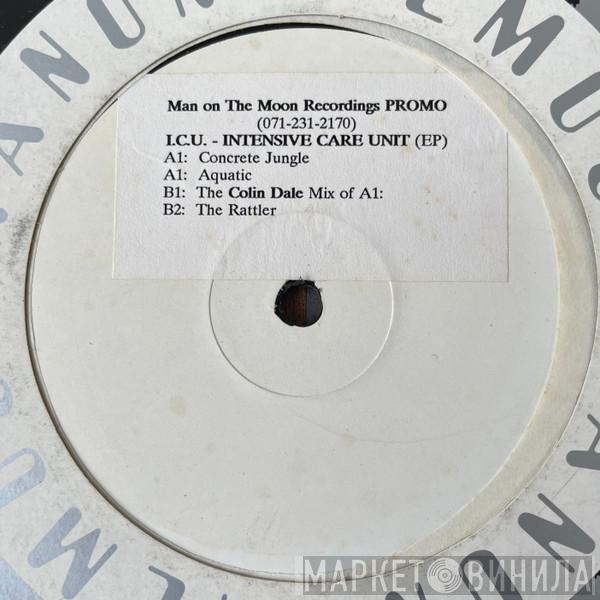 Man on The Moon Recordings PROMO
(071-231-2170)
I.C.U. - INTENSIVE CARE UNIT (EP)
A1: Concrete Jungle
A1: Aquatic
B1: The Colin Dale Mix of A1:
B2: The Rattler
МАРКЕТ ВИНИЛА